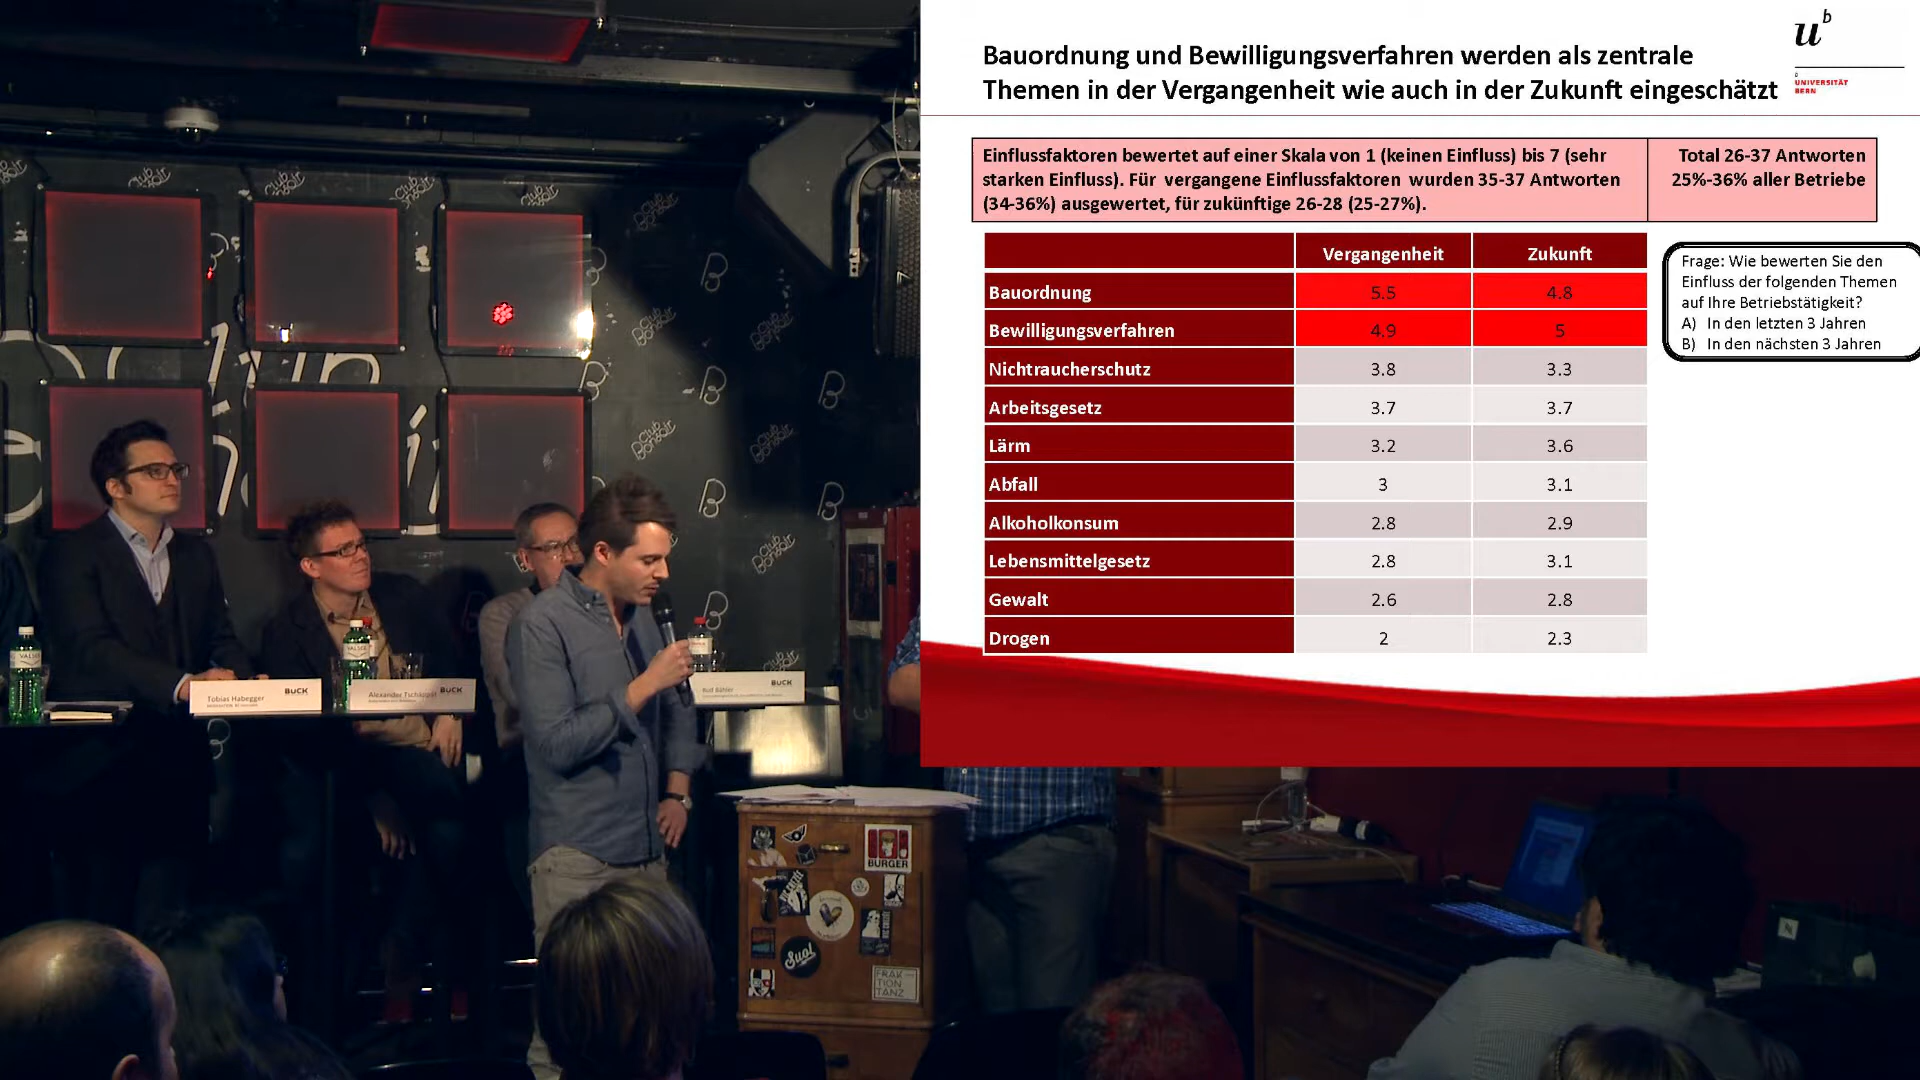 Bauordnung und Bewilligungsverfahren werden als zentrale
Themen in der Vergangenheit wie auch in der Zukunft eingeschätzt
u b
b
UNIVERSITÄT
BERN
Einflussfaktoren bewertet auf einer Skala von 1 (keinen Einfluss) bis 7 (sehr
starken Einfluss). Für vergangene Einflussfaktoren wurden 35-37 Antworten
(34-36%) ausgewertet, für zukünftige 26-28 (25-27%).
Total 26-37 Antworten
25%-36% aller Betriebe
Vergangenheit Zukunft
Bauordnung 5.5 4.8
Bewilligungsverfahren 4.9 5
Nichtraucherschutz 3.8 3.3
Arbeitsgesetz 3.7 3.7
Lärm 3.2 3.6
Abfall 3 3.1
Alkoholkonsum 2.8 2.9
Lebensmittelgesetz 2.8 3.1
Gewalt 2.6 2.8
Drogen 2 2.3
Frage: Wie bewerten Sie den
Einfluss der folgenden Themen
auf Ihre Betriebstätigkeit?
A) In den letzten 3 Jahren
B) In den nächsten 3 Jahren
VALSER
Tobias Habegger
BUCK
Alexander Tschäppät
BUCK
Rolf Bähler
BUCK
BURGER
Suol
FRAK
TION
TANZ